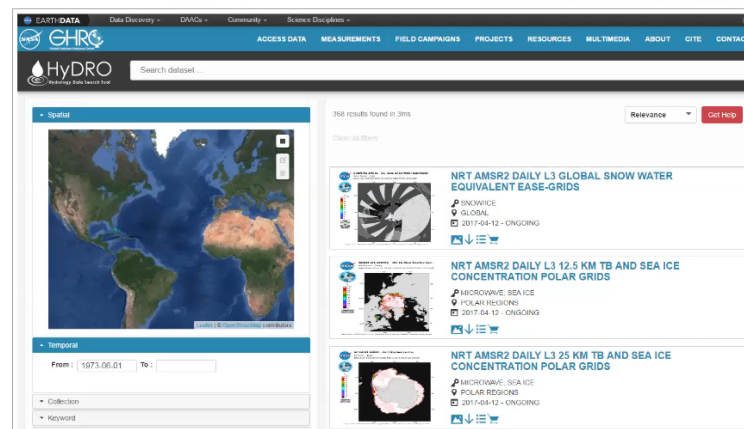 EARTHDATA Data Discovery DAACs Community Science Disciplines
NASA GHRC ACCESS DATA MEASUREMENTS FIELD CAMPAIGNS PROJECTS RESOURCES MULTIMEDIA ABOUT CITE CONTAC
HyDRO Search dataset ...
Hydrology Data Search Tool
Spatial
368 results found in 3ms Relevance Get Help
Clear All filters
NRT AMSR2 DAILY L3 GLOBAL SNOW WATER
EQUIVALENT EASE-GRIDS
SNOW/ICE
GLOBAL
2017-04-12 - ONGOING
NRT AMSR2 DAILY L3 12.5 KM TB AND SEA ICE
CONCENTRATION POLAR GRIDS
MICROWAVE, SEA ICE
POLAR REGIONS
2017-04-12 - ONGOING
Leaflet | © OpenStreetMap contributors
Temporal
From : 1973-06-01 To :
NRT AMSR2 DAILY L3 25 KM TB AND SEA ICE
CONCENTRATION POLAR GRIDS
MICROWAVE, SEA ICE
POLAR REGIONS
2017-04-12 - ONGOING
Collection
Keyword